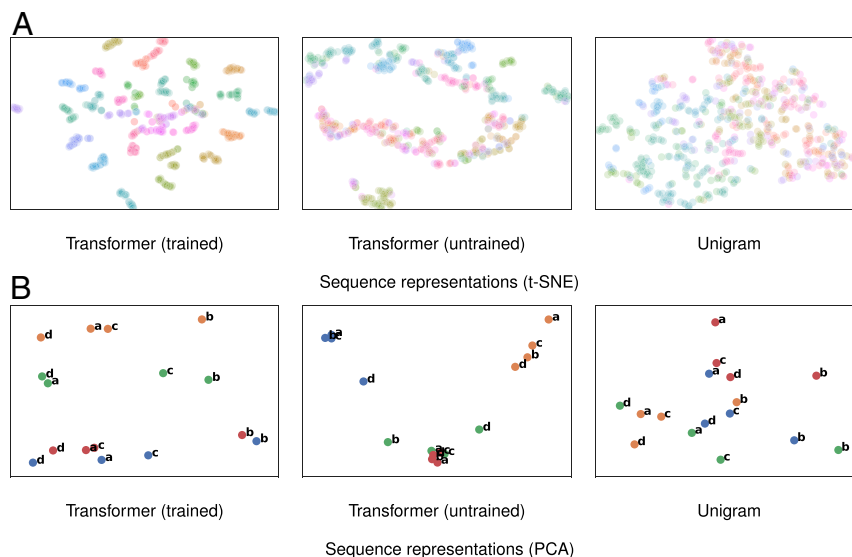 A
Transformer (trained) Transformer (untrained) Unigram
Sequence representations (t-SNE)
B
d a c b d a c b d a c a b b d c
a b c d a c b d b d a c b a
a c a d b d a c b c d a b d c b
Transformer (trained) Transformer (untrained) Unigram
Sequence representations (PCA)